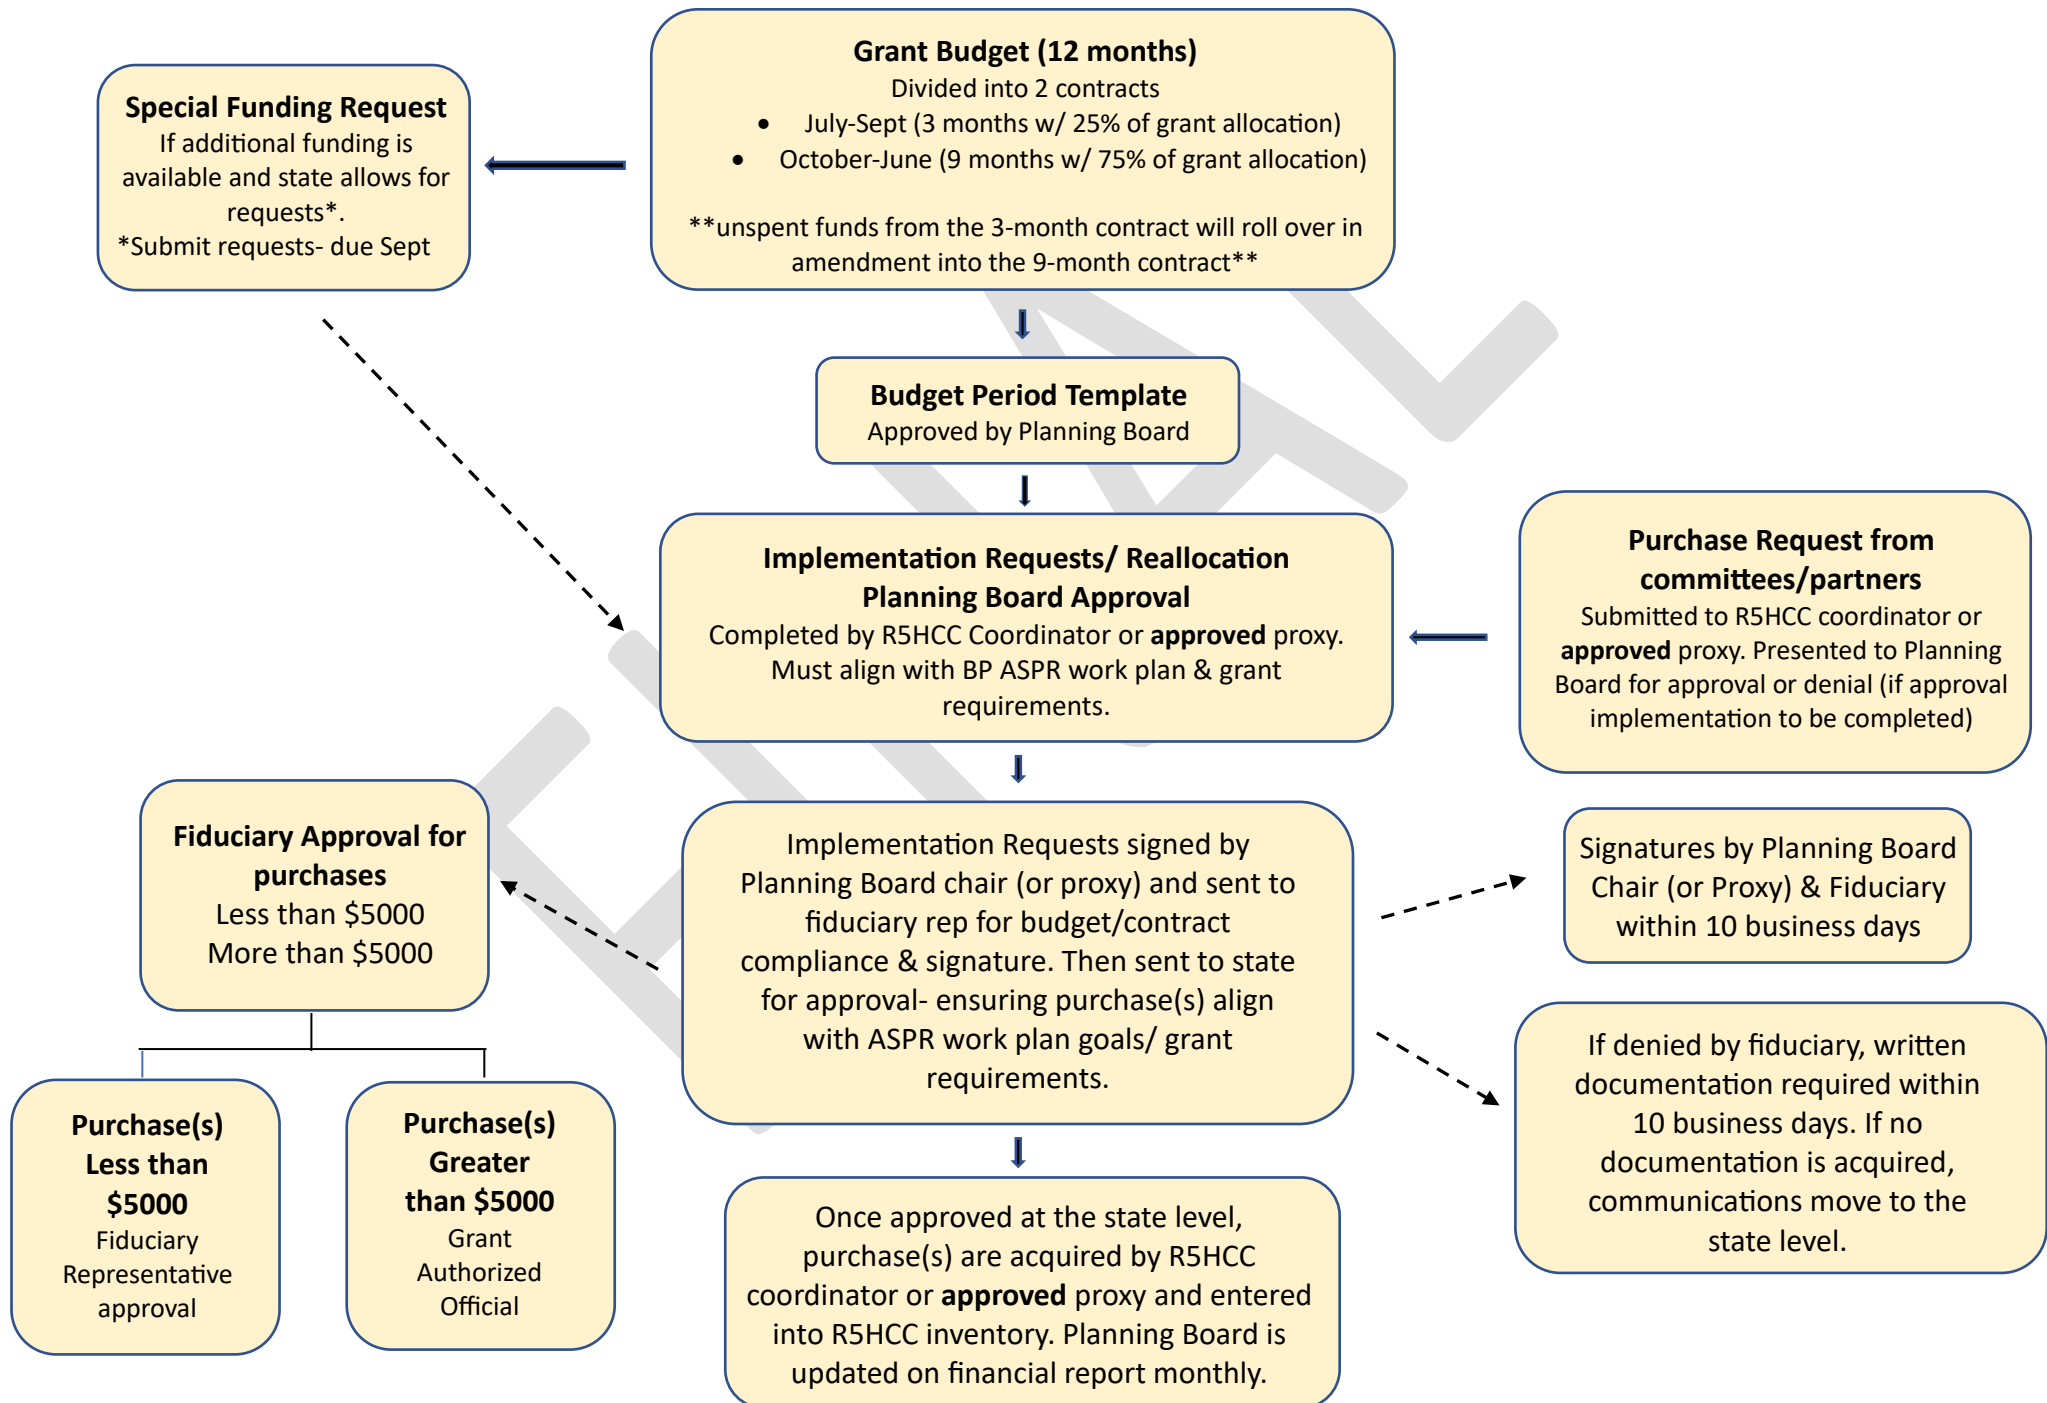 Grant Budget (12 months)
Divided into 2 contracts
• July-Sept (3 months w/ 25% of grant allocation)
• October-June (9 months w/ 75% of grant allocation)
**unspent funds from the 3-month contract will roll over in
amendment into the 9-month contract**
Special Funding Request
If additional funding is
available and state allows for
requests*.
*Submit requests- due Sept
Budget Period Template
Approved by Planning Board
Implementation Requests/ Reallocation
Planning Board Approval
Completed by R5HCC Coordinator or approved proxy.
Must align with BP ASPR work plan & grant
requirements.
Purchase Request from
committees/partners
Submitted to R5HCC coordinator or
approved proxy. Presented to Planning
Board for approval or denial (if approval
implementation to be completed)
Fiduciary Approval for
purchases
Less than $5000
More than $5000
Implementation Requests signed by
Planning Board chair (or proxy) and sent to
fiduciary rep for budget/contract
compliance & signature. Then sent to state
for approval- ensuring purchase(s) align
with ASPR work plan goals/ grant
requirements.
Signatures by Planning Board
Chair (or Proxy) & Fiduciary
within 10 business days
If denied by fiduciary, written
documentation required within
10 business days. If no
documentation is acquired,
communications move to the
state level.
Purchase(s)
Less than
$5000
Fiduciary
Representative
approval
Purchase(s)
Greater
than $5000
Grant
Authorized
Official
Once approved at the state level,
purchase(s) are acquired by R5HCC
coordinator or approved proxy and entered
into R5HCC inventory. Planning Board is
updated on financial report monthly.